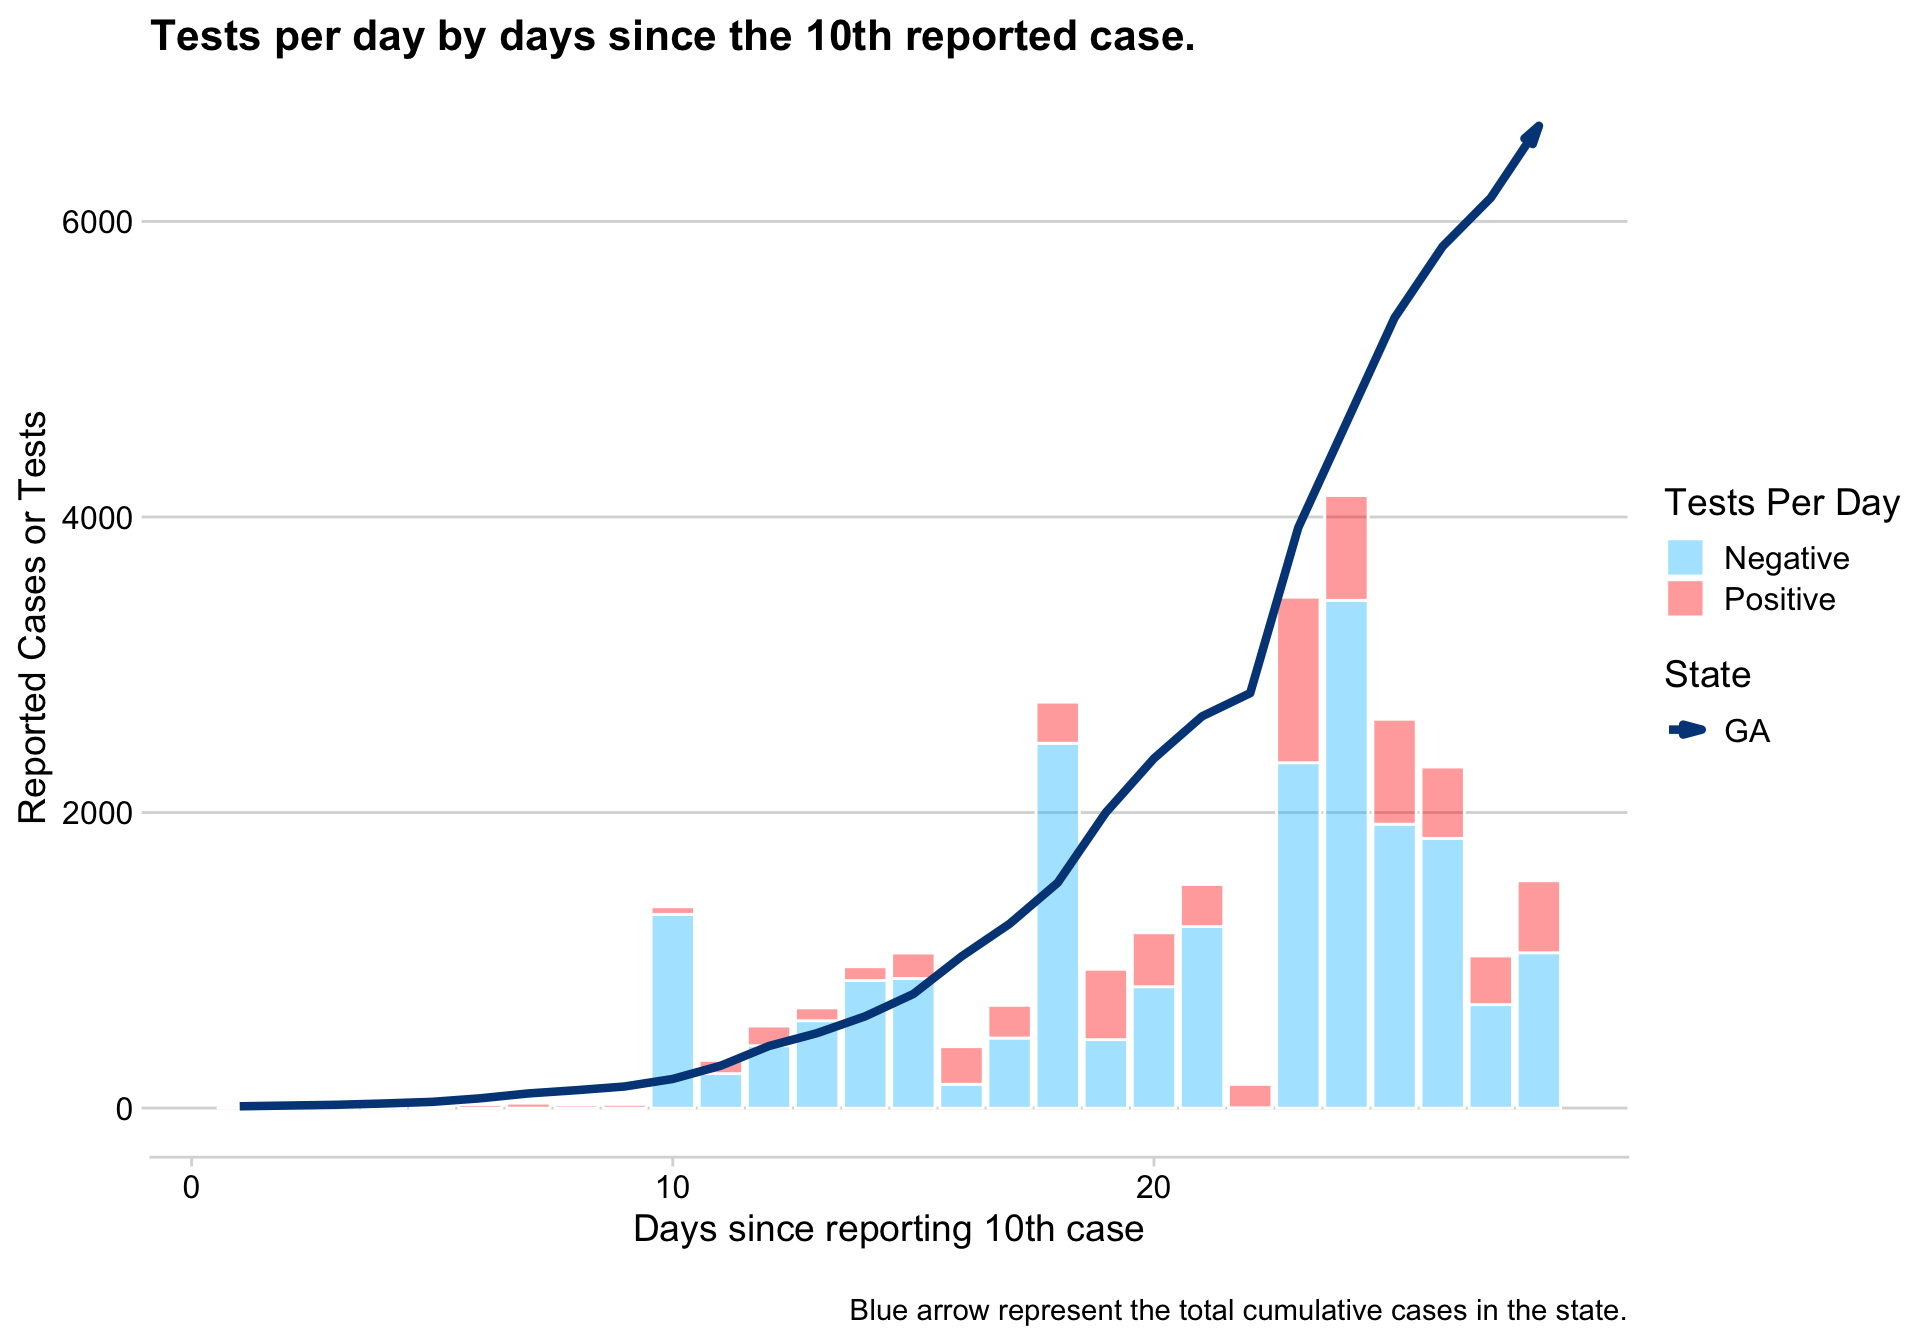 Tests per day by days since the 10th reported case.
Reported Cases or Tests
6000
4000
2000
0
0
10
20
Days since reporting 10th case
Tests Per Day
Negative
Positive
State
GA
Blue arrow represent the total cumulative cases in the state.